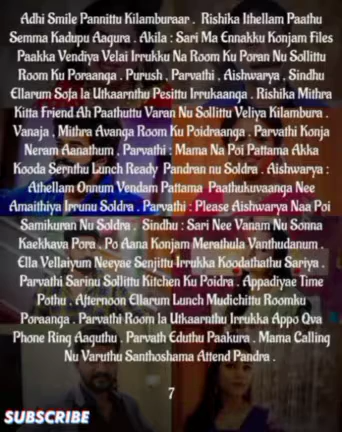 Adhi Smile Pannittu Kilamburaar . Rishika Ithellam Paathu
Semma Kadupu Aagura . Akila : Sari Ma Ennakku Konjam Files
Paakka Vendiya Velai Irrukku Na Room Ku Poran Nu Sollittu
Room Ku Poraanga . Purush , Parvathi , Aishwarya , Sindhu
Ellarum Sofa la Utkaarnthu Pesittu Irrukaanga . Rishika Mithra
Kitta Friend Ah Paathuttu Varan Nu Sollittu Veliya Kilambura .
Vanaja , Mithra Avanga Room Ku Poidraanga . Parvathi Konja
Neram Aanathum , Parvathi : Mama Na Poi Pattama Akka
Kooda Sernthu Lunch Ready Pandran nu Soldra . Aishwarya :
Athellam Onnum Vendam Pattama Paathukuvaanga Nee
Amaithiya Irrunu Soldra . Parvathi : Please Aishwarya Naa Poi
Samikuran Nu Soldra . Sindhu : Sari Nee Vanam Nu Sonna
Kaekkava Pora . Po Aana Konjam Merathula Vanthudanum .
Ella Vellaiyum Neeyae Senjittu Irrukka Koodathathu Sariya .
Parvathi Sarinu Sollittu Kitchen Ku Poidra . Appadiyae Time
Pothu , Afternoon Ellarum Lunch Mudichittu Roomku
Poraanga . Parvathi Room la Utkaarnthu Irrukka Appo Ova
Phone Ring Aaguthu . Parvath Eduthu Paakura . Mama Calling
Nu Varuthu Santhoshama Attend Pandra .
7
SUBSCRIBE